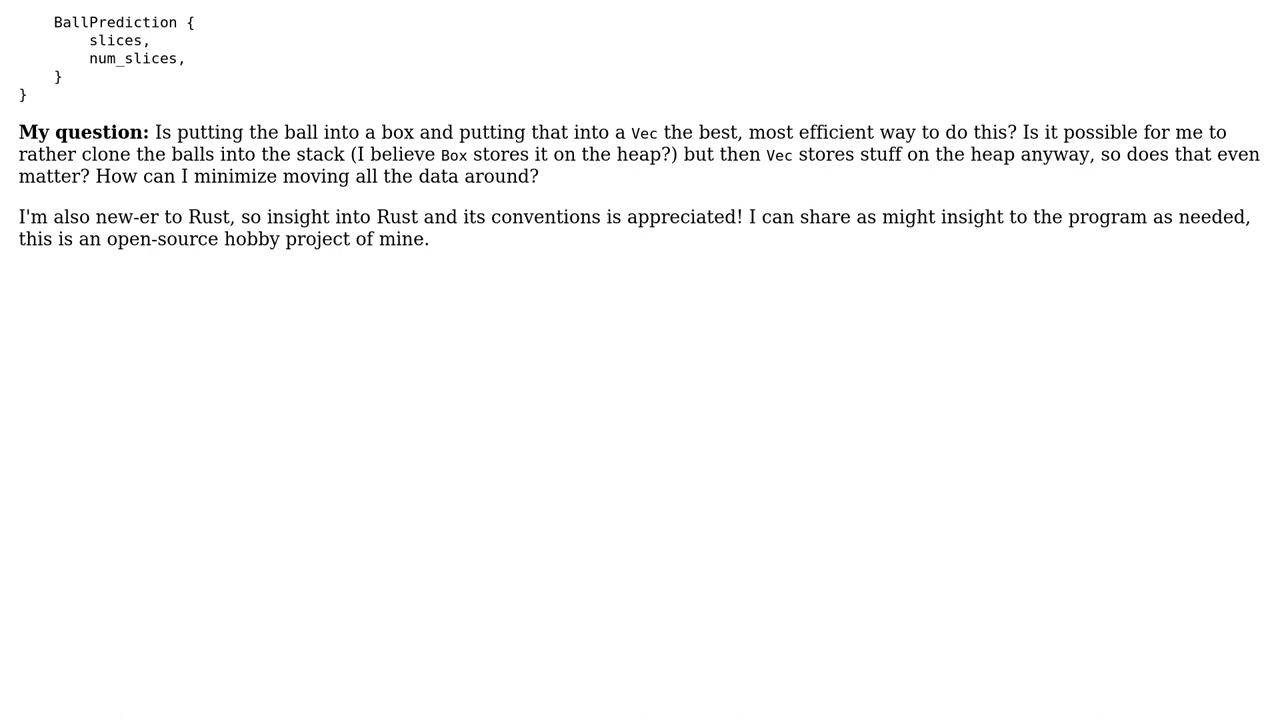 BallPrediction {
slices,
num_slices,
}
}
My question: Is putting the ball into a box and putting that into a Vec the best, most efficient way to do this? Is it possible for me to
rather clone the balls into the stack (I believe Box stores it on the heap?) but then Vec stores stuff on the heap anyway, so does that even
matter? How can I minimize moving all the data around?
I'm also new-er to Rust, so insight into Rust and its conventions is appreciated! I can share as might insight to the program as needed,
this is an open-source hobby project of mine.